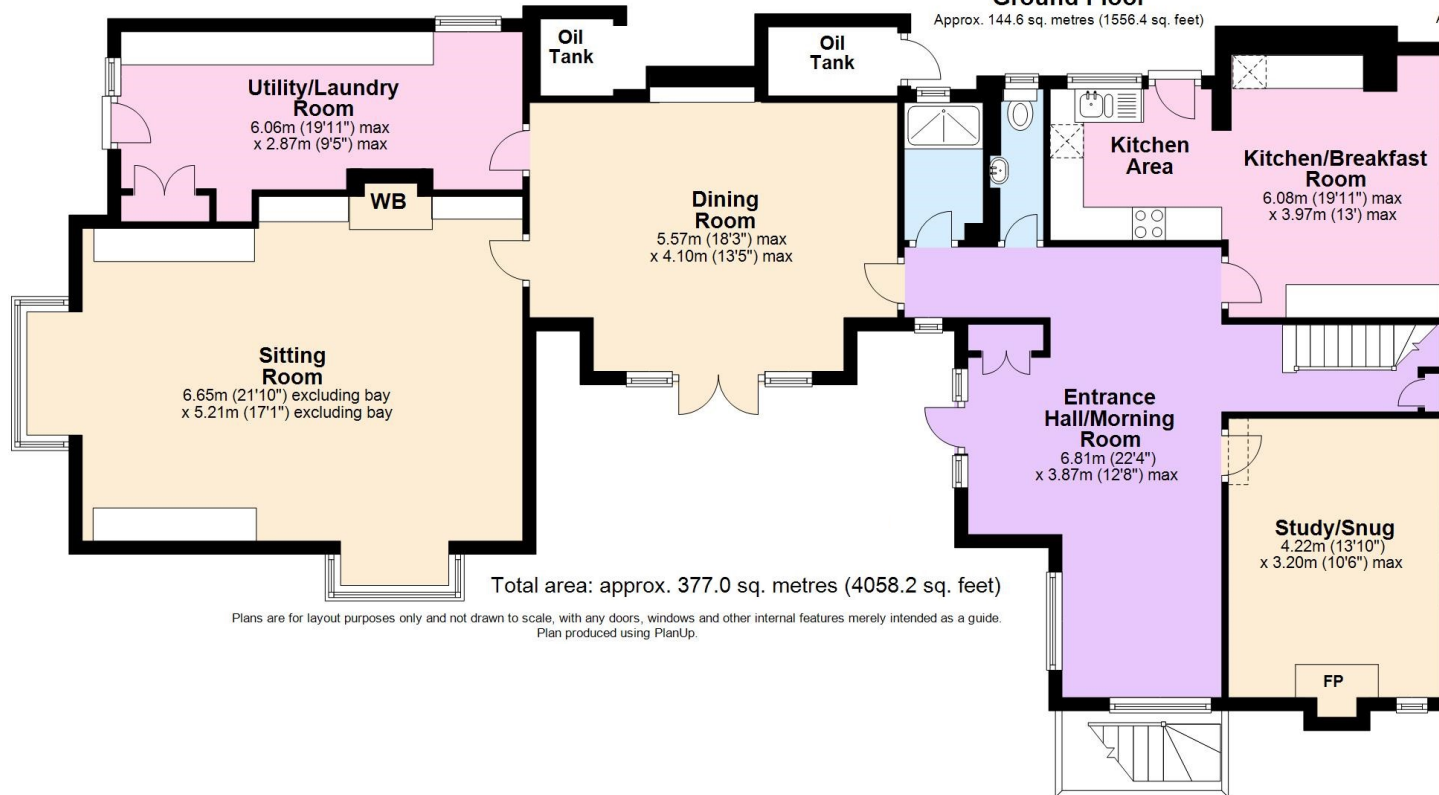 Ground Floor
Approx. 144.6 sq. metres (1556.4 sq. feet)
Oil
Tank
Oil
Tank
Utility/Laundry
Room
6.06m (19'11") max
x 2.87m (9'5") max
Kitchen
Area
Kitchen/Breakfast
Room
6.08m (19'11") max
x 3.97m (13') max
WB
Dining
Room
5.57m (18'3") max
x 4.10m (13'5") max
Sitting
Room
6.65m (21'10") excluding bay
x 5.21m (17'1") excluding bay
Entrance
Hall/Morning
Room
6.81m (22'4")
x 3.87m (12'8") max
Study/Snug
4.22m (13'10")
x 3.20m (10'6") max
FP
Total area: approx. 377.0 sq. metres (4058.2 sq. feet)
Plans are for layout purposes only and not drawn to scale, with any doors, windows and other internal features merely intended as a guide.
Plan produced using PlanUp.